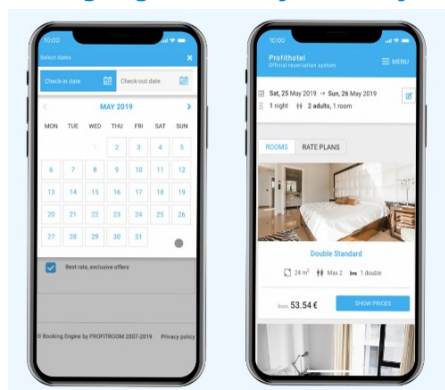 10:00
Select dates
Check-in date
Check-out date
MAY 2019
MON TUE WED THU FRI SAT SUN
1 2 3 4 5
6 7 8 9 10 11 12
13 14 15 16 17 18 19
20 21 22 23 24 25 26
27 28 29 30 31
Best rate, exclusive offers
© Booking Engine by PROFITROOM 2007-2019 Privacy policy
10:00
Profithotel
Official reservation system
MENU
Sat, 25 May 2019 → Sun, 26 May 2019
1 night 2 adults, 1 room
ROOMS RATE PLANS
Double Standard
24 m² Max 2 1 double
from 53.54 € SHOW PRICES